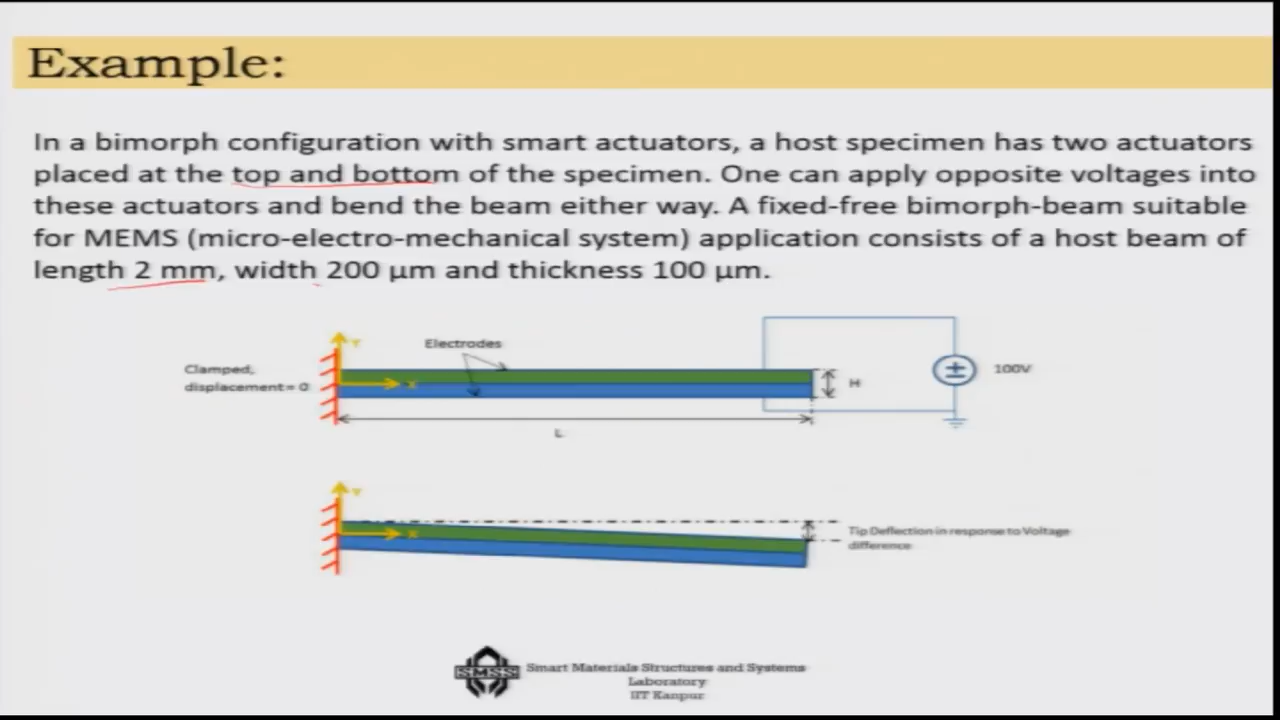 Example:
In a bimorph configuration with smart actuators, a host specimen has two actuators
placed at the top and bottom of the specimen. One can apply opposite voltages into
these actuators and bend the beam either way. A fixed-free bimorph-beam suitable
for MEMS (micro-electro-mechanical system) application consists of a host beam of
length 2 mm, width 200 µm and thickness 100 µm.
Y
Electrodes
Clamped,
displacement = 0
X
H
±
100V
L
Y
X
Tip Deflection in response to Voltage
difference
SMSS
Smart Materials Structures and Systems
Laboratory
IIT Kanpur